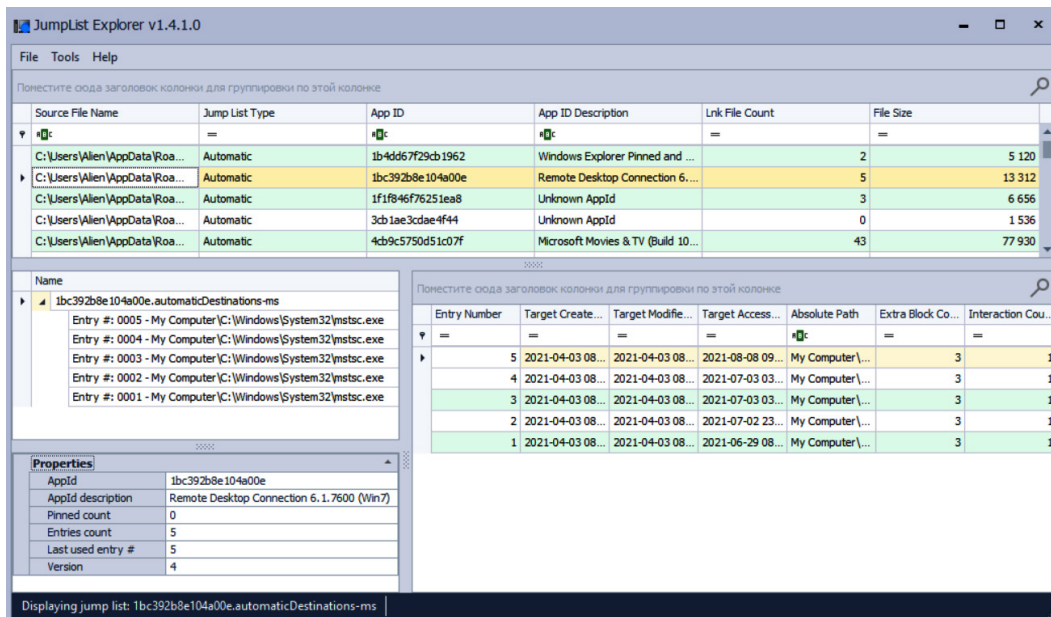 JumpList Explorer v1.4.1.0
File Tools Help
Поместите сюда заголовок колонки для группировки по этой колонке
Source File Name Jump List Type App ID App ID Description Lnk File Count File Size
= = =
C:\Users\Alien\AppData\Roa... Automatic 1b4dd67f29cb1962 Windows Explorer Pinned and ... 2 5 120
C:\Users\Alien\AppData\Roa... Automatic 1bc392b8e104a00e Remote Desktop Connection 6.... 5 13 312
C:\Users\Alien\AppData\Roa... Automatic 1f1f846f76251ea8 Unknown AppId 3 6 656
C:\Users\Alien\AppData\Roa... Automatic 3cb1ae3cdae4f44 Unknown AppId 0 1 536
C:\Users\Alien\AppData\Roa... Automatic 4cb9c5750d51c07f Microsoft Movies & TV (Build 10... 43 77 930
Name
1bc392b8e104a00e.automaticDestinations-ms
Entry #: 0005 - My Computer\C:\Windows\System32\mstsc.exe
Entry #: 0004 - My Computer\C:\Windows\System32\mstsc.exe
Entry #: 0003 - My Computer\C:\Windows\System32\mstsc.exe
Entry #: 0002 - My Computer\C:\Windows\System32\mstsc.exe
Entry #: 0001 - My Computer\C:\Windows\System32\mstsc.exe
Поместите сюда заголовок колонки для группировки по этой колонке
Entry Number Target Create... Target Modifie... Target Access... Absolute Path Extra Block Co... Interaction Cou...
= = = = = =
5 2021-04-03 08... 2021-04-03 08... 2021-08-08 09... My Computer\... 3 1
4 2021-04-03 08... 2021-04-03 08... 2021-07-03 03... My Computer\... 3 1
3 2021-04-03 08... 2021-04-03 08... 2021-07-03 03... My Computer\... 3 1
2 2021-04-03 08... 2021-04-03 08... 2021-07-02 23... My Computer\... 3 1
1 2021-04-03 08... 2021-04-03 08... 2021-06-29 08... My Computer\... 3 1
Properties
AppId 1bc392b8e104a00e
AppId description Remote Desktop Connection 6.1.7600 (Win7)
Pinned count 0
Entries count 5
Last used entry # 5
Version 4
Displaying jump list: 1bc392b8e104a00e.automaticDestinations-ms